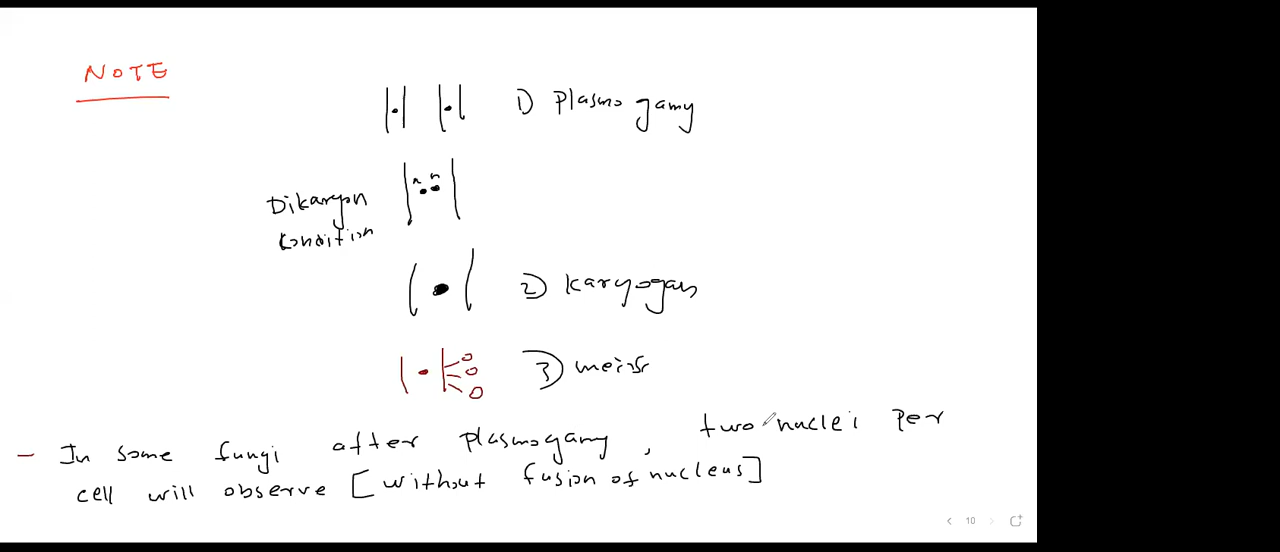 NOTE
1) Plasmogamy
n n
Dikaryon
condition
2) Karyogam
3) meiosis
- In some fungi after plasmogamy, two nuclei per
cell will observe [without fusion of nucleus]
10